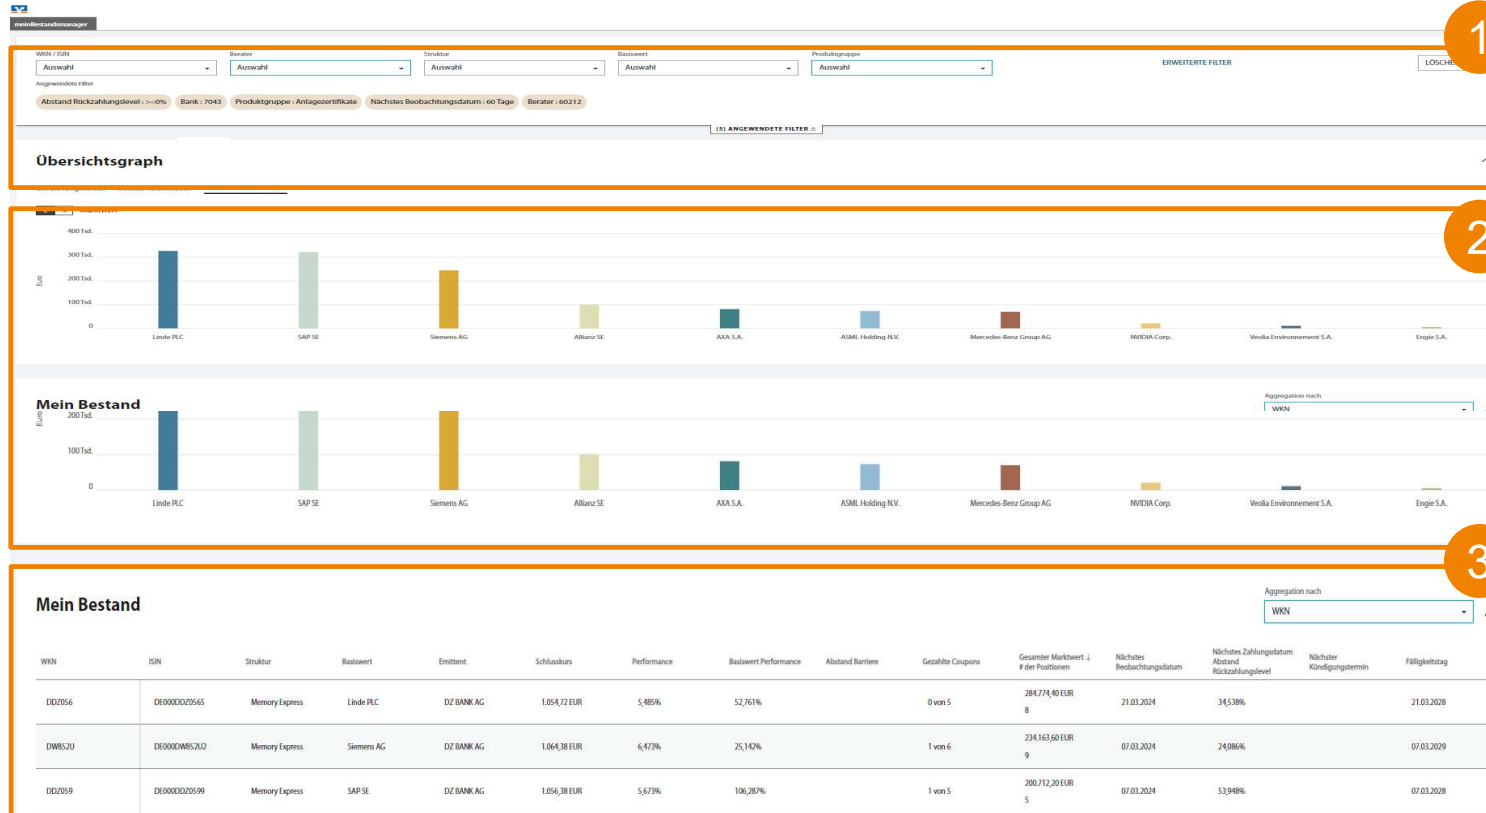 meinBestandsmanager
1
WKN / ISIN Berater Struktur Basiswert Produktgruppe
Auswahl Auswahl Auswahl Auswahl Auswahl ERWEITERTE FILTER
Angewendete Filter
Abstand Rückzahlungslevel : >=0% Bank : 7043 Produktgruppe : Anlagezertifikate Nächstes Beobachtungsdatum : 60 Tage Berater : 60212
(5) ANGEWENDETE FILTER
Übersichtsgraph
2
400 Tsd.
300 Tsd.
200 Tsd.
100 Tsd.
0
Euro
Linde PLC SAP SE Siemens AG Allianz SE AXA S.A. ASML Holding N.V. Mercedes-Benz Group AG NVIDIA Corp. Veolia Environnement S.A. Engie S.A.
Mein Bestand
Aggregation nach
WKN
Euro
200 Tsd.
100 Tsd.
0
Linde PLC SAP SE Siemens AG Allianz SE AXA S.A. ASML Holding N.V. Mercedes-Benz Group AG NVIDIA Corp. Veolia Environnement S.A. Engie S.A.
3
Mein Bestand
Aggregation nach
WKN
WKN ISIN Struktur Basiswert Emittent Schlusskurs Performance Basiswert Performance Abstand Barriere Gezahlte Coupons Gesamter Marktwert ↓ # der Positionen Nächstes Beobachtungsdatum Nächstes Zahlungsdatum Abstand Rückzahlungslevel Nächster Kündigungstermin Fälligkeitstag
DDZ056 DE000DDZ0565 Memory Express Linde PLC DZ BANK AG 1.054,72 EUR 5,485% 52,761% 0 von 5 284.774,40 EUR 8 21.03.2024 34,538% 21.03.2028
DW852U DE000DW852U2 Memory Express Siemens AG DZ BANK AG 1.064,38 EUR 6,473% 25,142% 1 von 6 234.163,60 EUR 9 07.03.2024 24,086% 07.03.2029
DDZ059 DE000DDZ0599 Memory Express SAP SE DZ BANK AG 1.056,38 EUR 5,673% 106,287% 1 von 5 200.712,20 EUR 5 07.03.2024 53,948% 07.03.2028